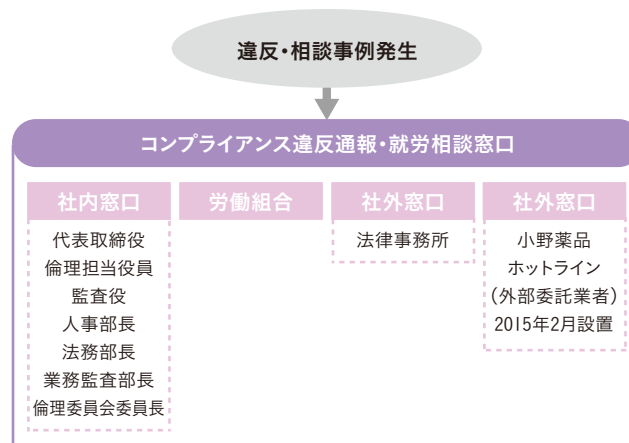 違反・相談事例発生
コンプライアンス違反通報・就労相談窓口
社内窓口
代表取締役
倫理担当役員
監査役
人事部長
法務部長
業務監査部長
倫理委員会委員長
労働組合
社外窓口
法律事務所
社外窓口
小野薬品
ホットライン
(外部委託業者)
2015年2月設置